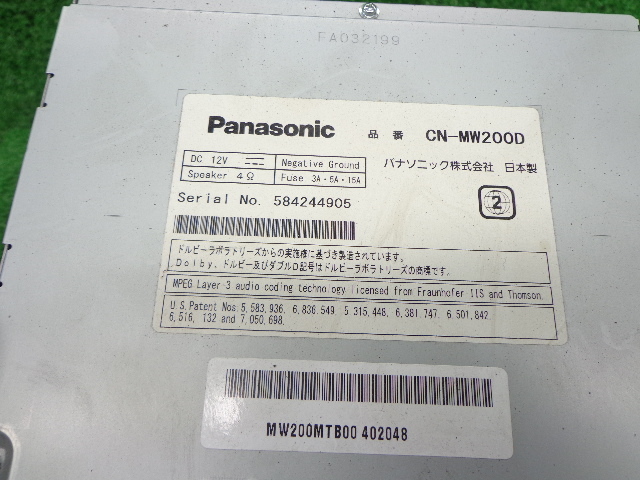 FA032199
Panasonic 品番 CN-MW200D
DC 12V Negative Ground
Speaker 4Ω Fuse 3A・5A・15A
パナソニック株式会社 日本製
Serial No. 584244905
2
ドルビーラボラトリーズからの実施権に基づき製造されています.
Dolby、ドルビー及びダブルD記号はドルビーラボラトリーズの商標です.
MPEG Layer-3 audio coding technology licensed from Fraunhofer IIS and Thomson.
U.S.Patent Nos.5,583,936, 6,836,549, 5,315,448, 6,381,747, 6,501,842,
6,516, 132 and 7,050,698.
MW200MTB00 402048